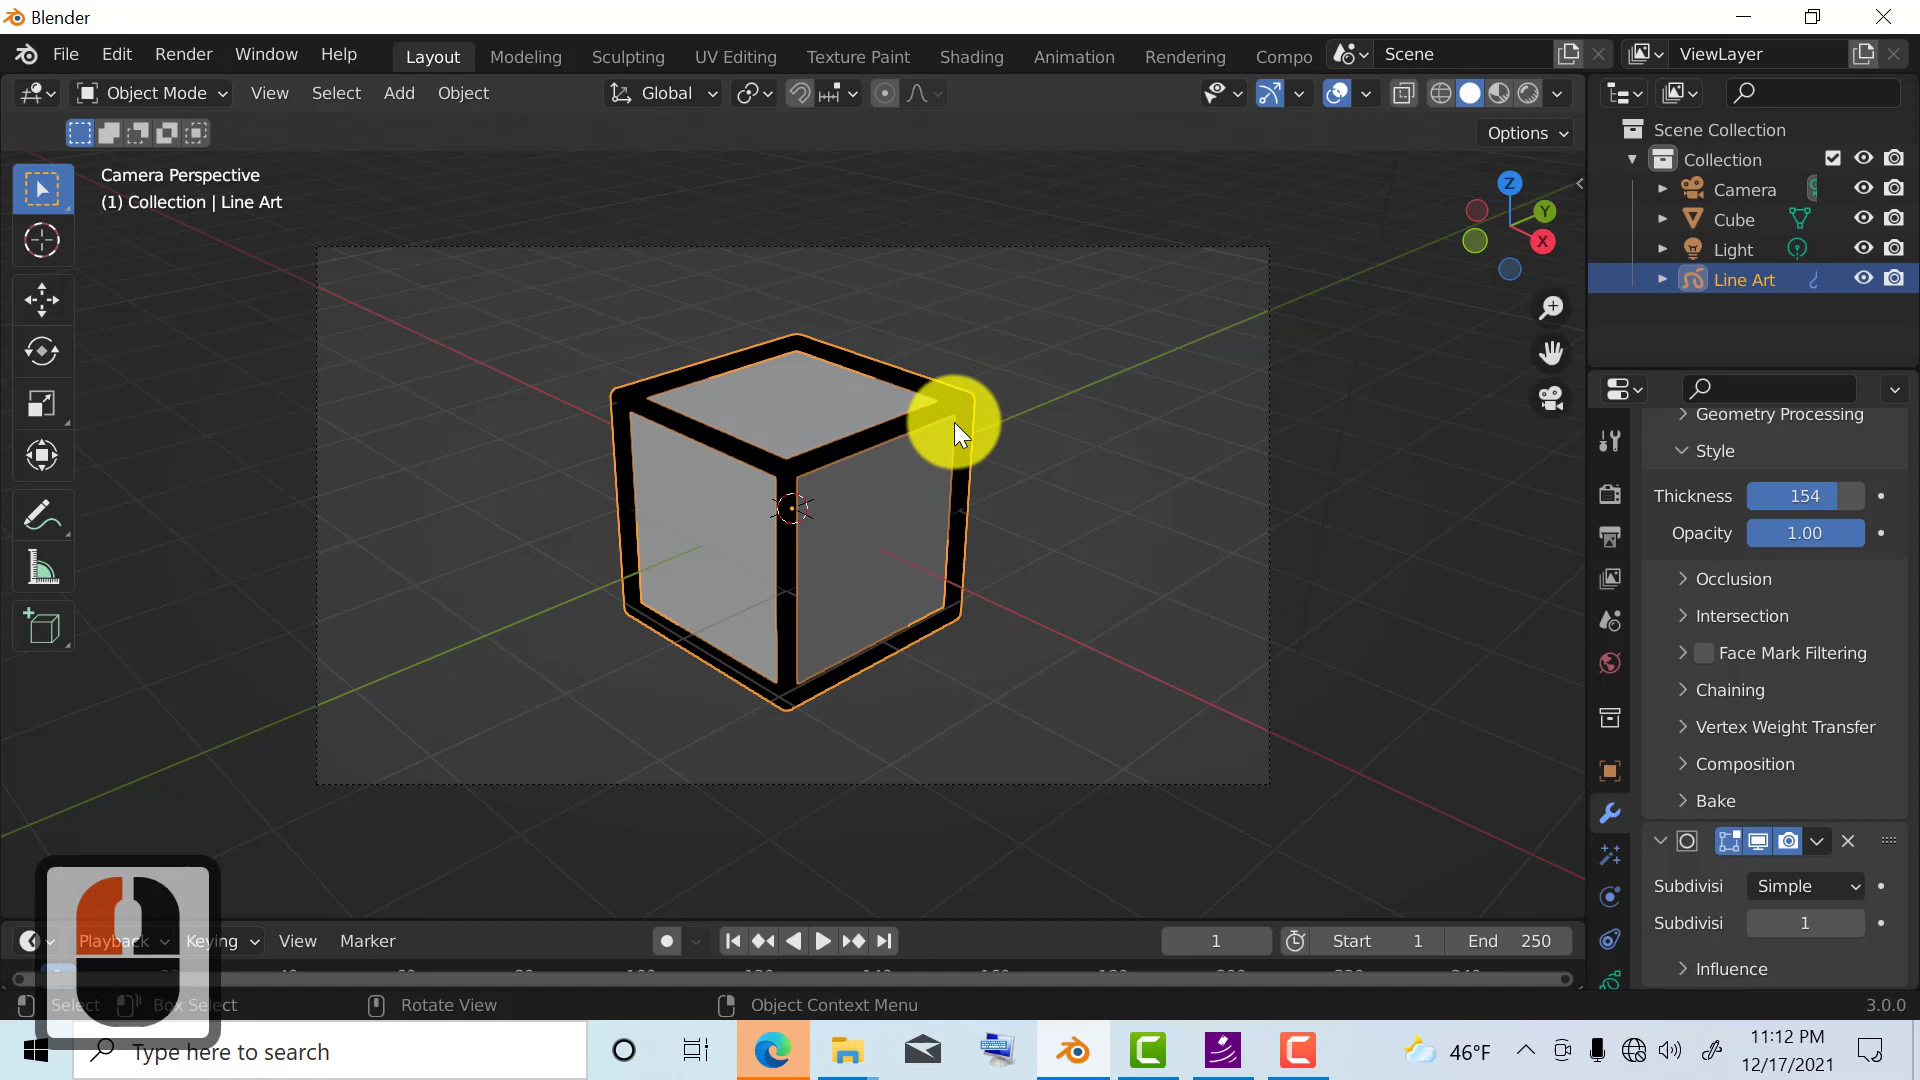 Blender
File Edit Render Window Help Layout Modeling Sculpting UV Editing Texture Paint Shading Animation Rendering Compo Scene ViewLayer
Object Mode View Select Add Object Global
Options
Camera Perspective
(1) Collection | Line Art
Z
Y
X
Scene Collection
Collection
Camera
Cube
Light
Line Art
Geometry Processing
Style
Thickness 154
Opacity 1.00
Occlusion
Intersection
Face Mark Filtering
Chaining
Vertex Weight Transfer
Composition
Bake
Subdivisi Simple
Subdivisi 1
Influence
Playback Keying View Marker 1 Start 1 End 250
Select Box Select Rotate View Object Context Menu 3.0.0
Type here to search
46°F
11:12 PM
12/17/2021